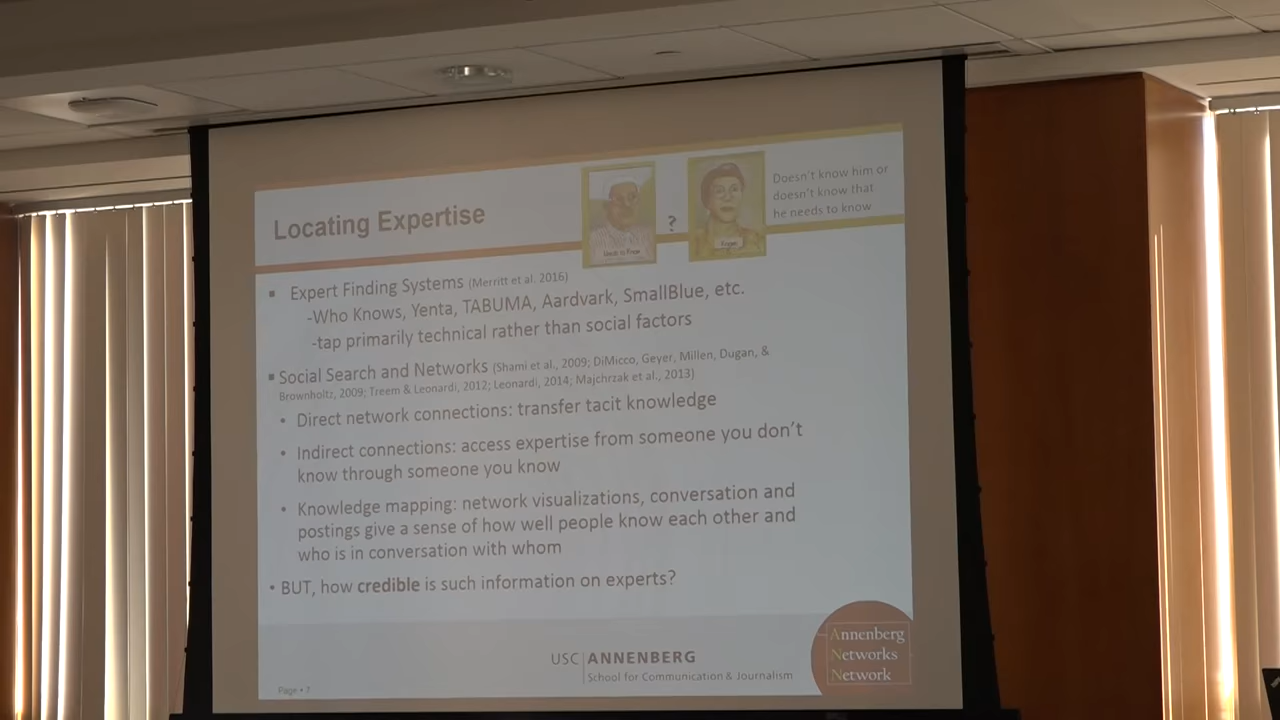 Locating Expertise
?
Doesn't know him or
doesn't know that
he needs to know
Needs to Know
Expert
▪ Expert Finding Systems (Merritt et al. 2016)
-Who Knows, Yenta, TABUMA, Aardvark, SmallBlue, etc.
-tap primarily technical rather than social factors
▪ Social Search and Networks (Shami et al., 2009; DiMicco, Geyer, Millen, Dugan, &
Brownholtz, 2009; Treem & Leonardi, 2012; Leonardi, 2014; Majchrzak et al., 2013)
• Direct network connections: transfer tacit knowledge
• Indirect connections: access expertise from someone you don't
know through someone you know
• Knowledge mapping: network visualizations, conversation and
postings give a sense of how well people know each other and
who is in conversation with whom
• BUT, how credible is such information on experts?
USC ANNENBERG
School for Communication & Journalism
Annenberg
Networks
Network
Page • 7